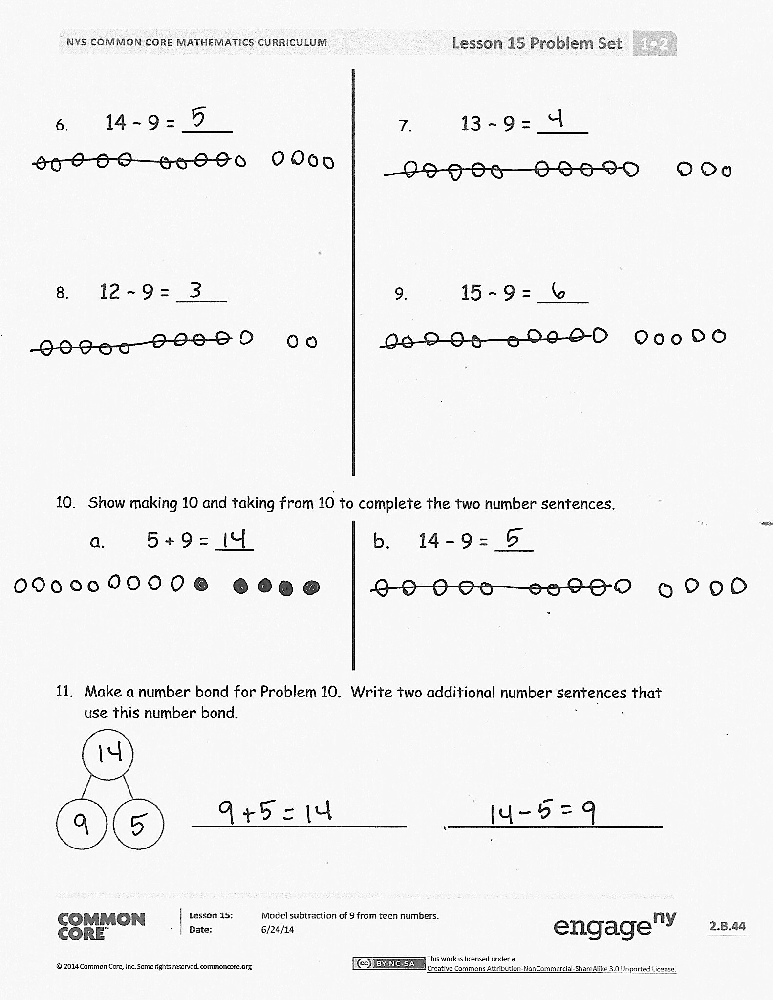 NYS COMMON CORE MATHEMATICS CURRICULUM
Lesson 15 Problem Set
1•2
6. 14 - 9 = 5
7. 13 - 9 = 4
8. 12 - 9 = 3
9. 15 - 9 = 6
10. Show making 10 and taking from 10 to complete the two number sentences.
a. 5 + 9 = 14
b. 14 - 9 = 5
11. Make a number bond for Problem 10. Write two additional number sentences that
use this number bond.
14
9 5
9 + 5 = 14
14 - 5 = 9
COMMON
CORE™
Lesson 15: Model subtraction of 9 from teen numbers.
Date: 6/24/14
engageny
2.B.44
© 2014 Common Core, Inc. Some rights reserved. commoncore.org
cc BY-NC-SA
This work is licensed under a
Creative Commons Attribution-NonCommercial-ShareAlike 3.0 Unported License.